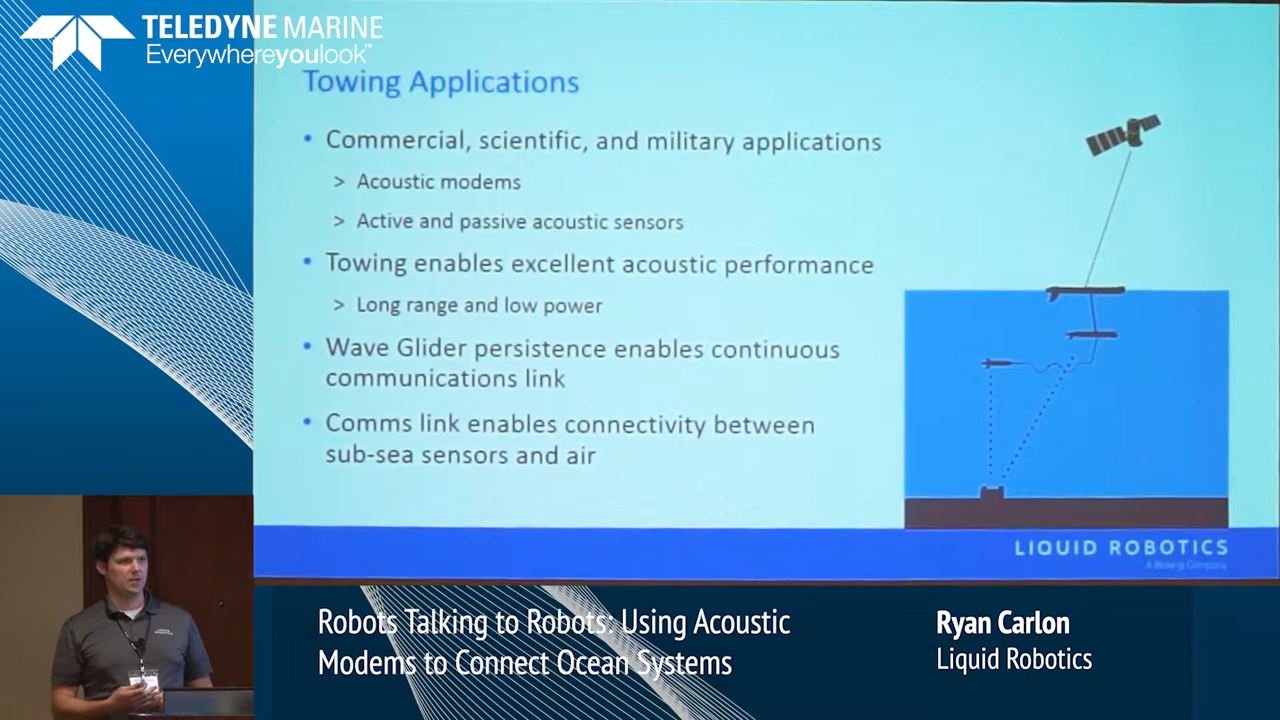 TELEDYNE MARINE
Everywhereyoulook™
Towing Applications
• Commercial, scientific, and military applications
> Acoustic modems
> Active and passive acoustic sensors
• Towing enables excellent acoustic performance
> Long range and low power
• Wave Glider persistence enables continuous
communications link
• Comms link enables connectivity between
sub-sea sensors and air
LIQUID ROBOTICS
A Boeing Company
Robots Talking to Robots: Using Acoustic
Modems to Connect Ocean Systems
Ryan Carlon
Liquid Robotics